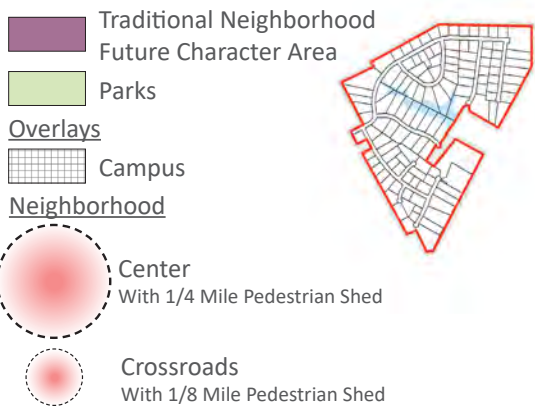 Traditional Neighborhood
Future Character Area
Parks
Overlays
Campus
Neighborhood
Center
With 1/4 Mile Pedestrian Shed
Crossroads
With 1/8 Mile Pedestrian Shed